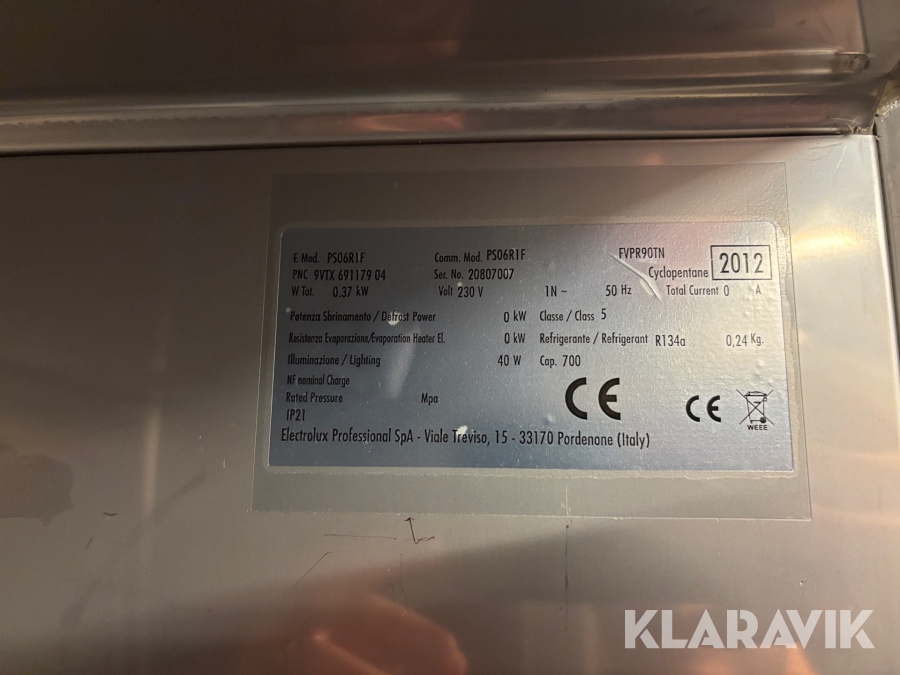 F. Mod. PS06R1F Comm. Mod. PS06R1F FVPR90TN
PNC 9VTX 691179 04 Ser. No. 20807007 Cyclopentane 2012
W Tot. 0.37 kW Volt 230 V 1N ~ 50 Hz Total Current 0 A
Potenza Sbrinamento / Defrost Power 0 kW Classe / Class 5
Resistenza Evaporazione/Evaporation Heater El. 0 kW Refrigerante / Refrigerant R134a 0,24 Kg.
Illuminazione / Lighting 40 W Cap. 700
NF nominal Charge
Rated Pressure Mpa
IP21
CE CE WEEE
Electrolux Professional SpA - Viale Treviso, 15 - 33170 Pordenone (Italy)
KLARAVIK